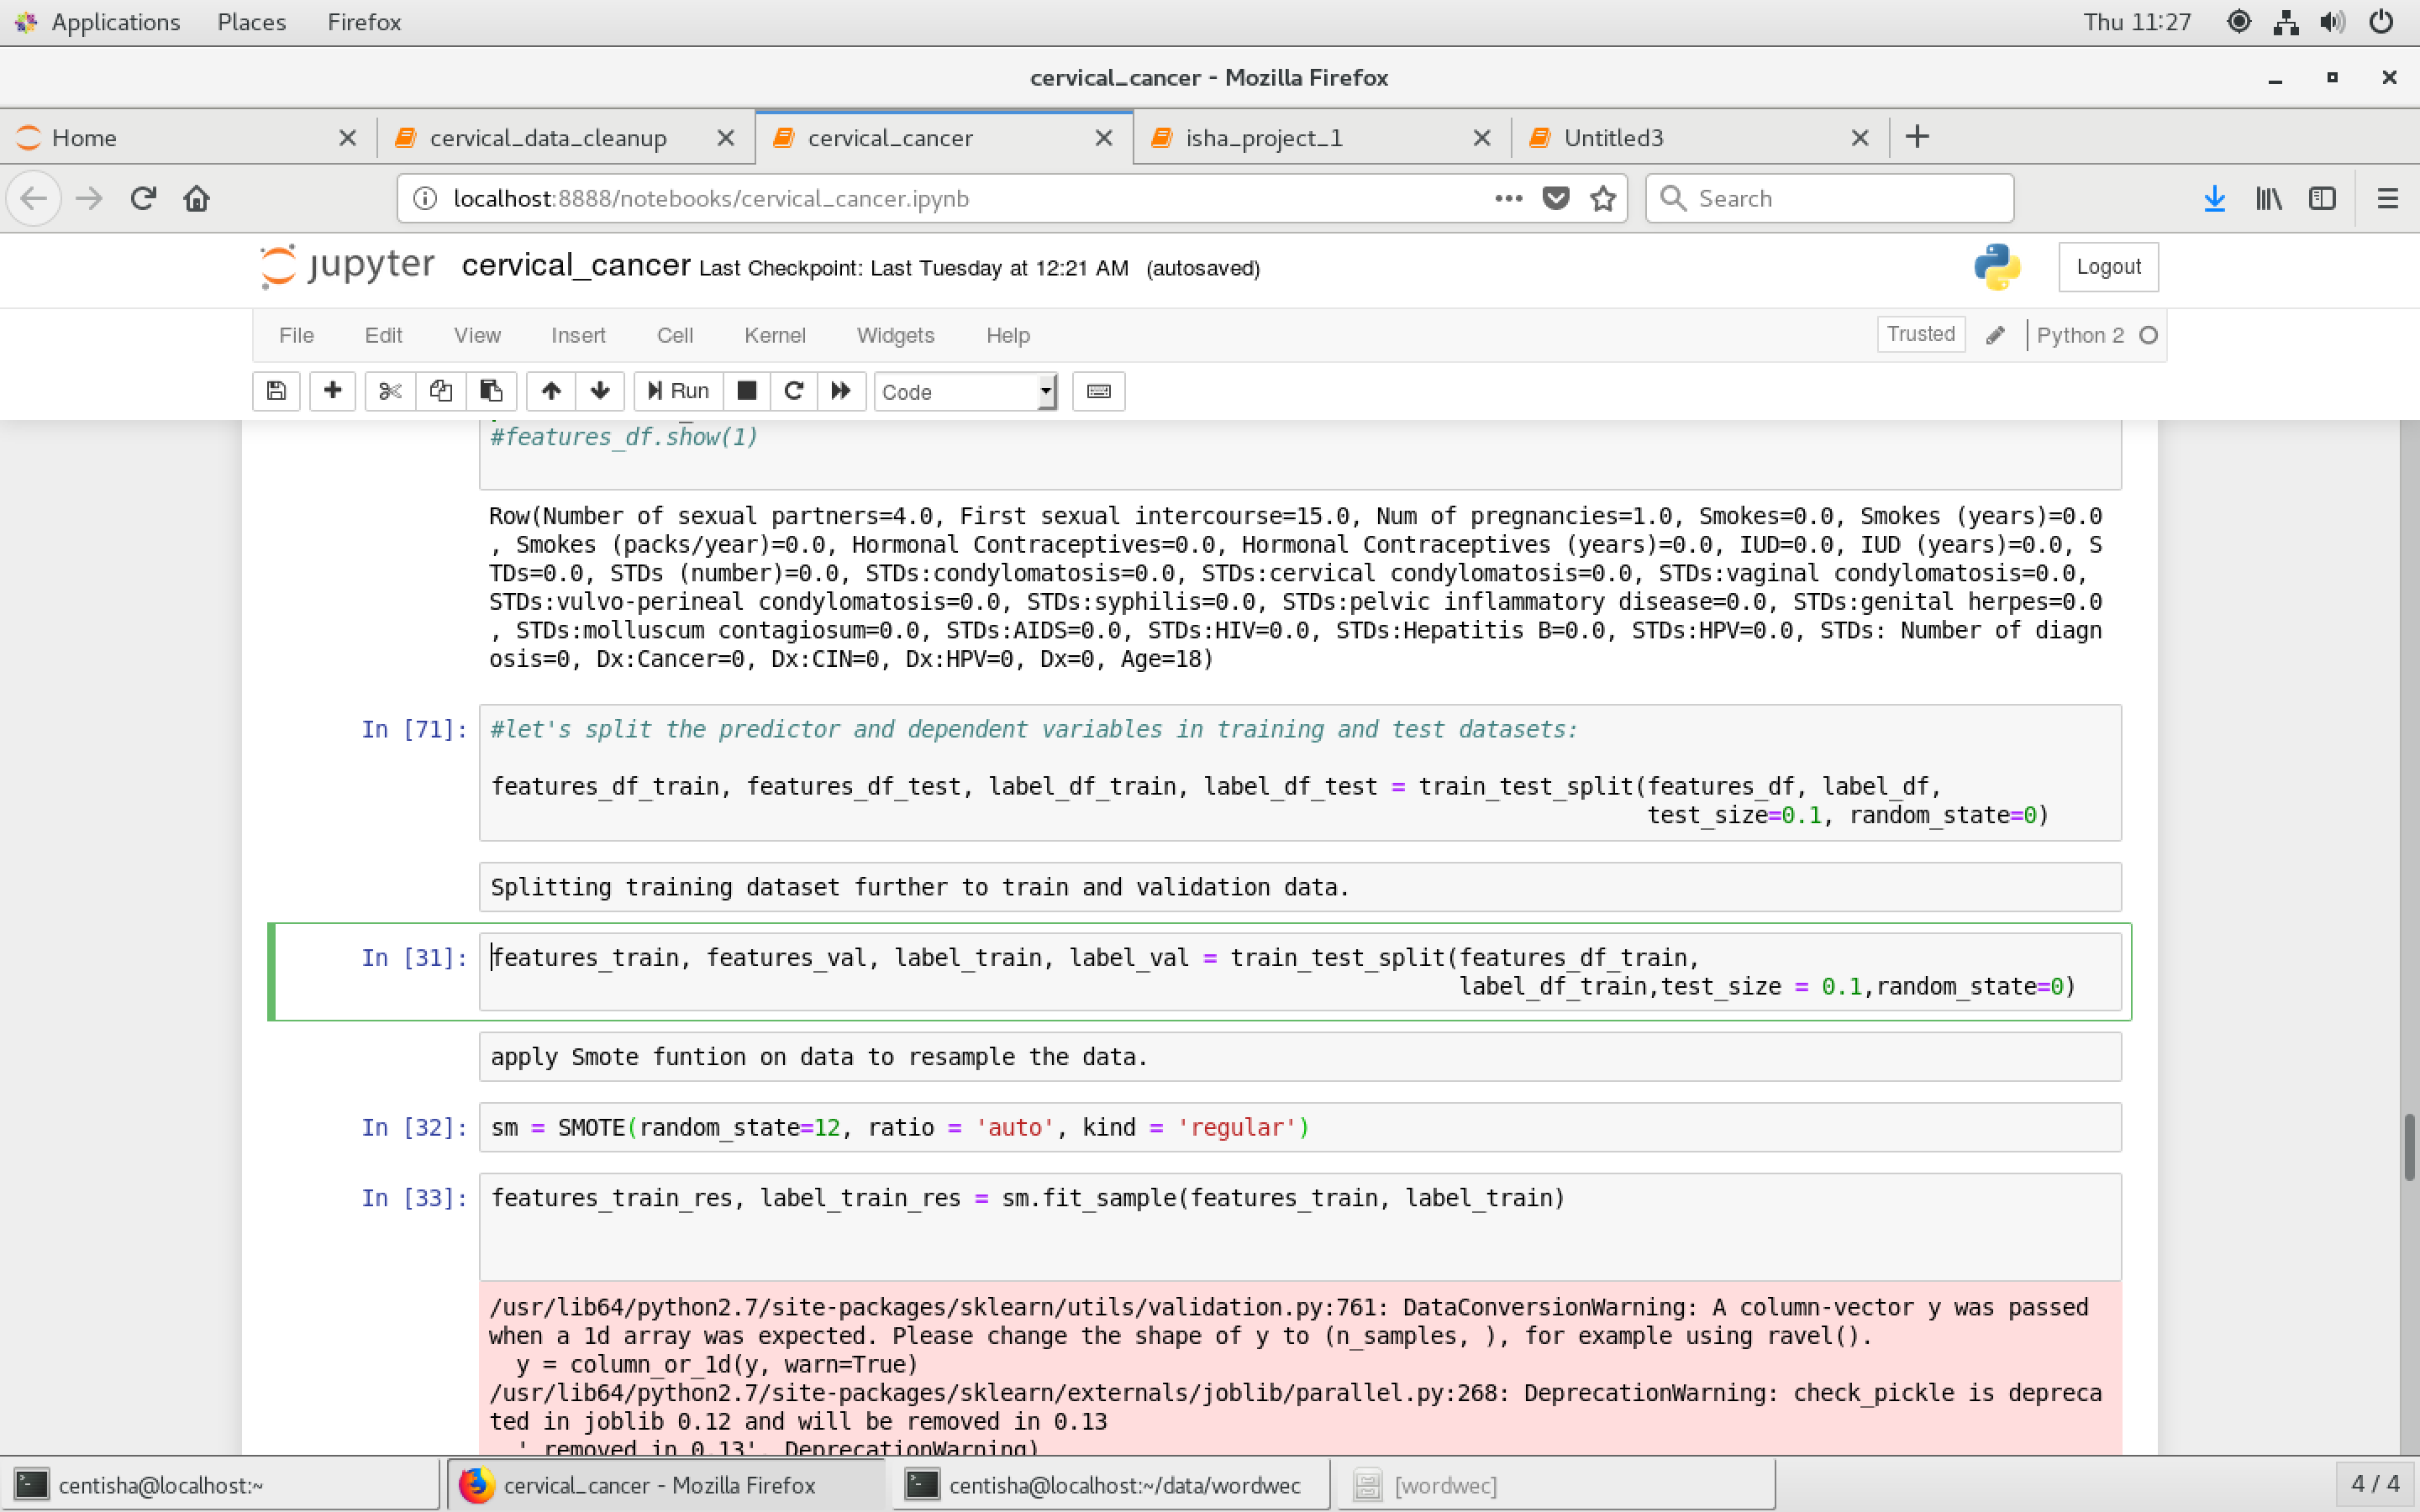 Applications Places Firefox Thu 11:27
cervical_cancer - Mozilla Firefox
Home cervical_data_cleanup cervical_cancer isha_project_1 Untitled3
localhost:8888/notebooks/cervical_cancer.ipynb Search
jupyter cervical_cancer Last Checkpoint: Last Tuesday at 12:21 AM (autosaved) Logout
File Edit View Insert Cell Kernel Widgets Help Trusted Python 2
Run Code
#features_df.show(1)
Row(Number of sexual partners=4.0, First sexual intercourse=15.0, Num of pregnancies=1.0, Smokes=0.0, Smokes (years)=0.0
, Smokes (packs/year)=0.0, Hormonal Contraceptives=0.0, Hormonal Contraceptives (years)=0.0, IUD=0.0, IUD (years)=0.0, S
TDs=0.0, STDs (number)=0.0, STDs:condylomatosis=0.0, STDs:cervical condylomatosis=0.0, STDs:vaginal condylomatosis=0.0,
STDs:vulvo-perineal condylomatosis=0.0, STDs:syphilis=0.0, STDs:pelvic inflammatory disease=0.0, STDs:genital herpes=0.0
, STDs:molluscum contagiosum=0.0, STDs:AIDS=0.0, STDs:HIV=0.0, STDs:Hepatitis B=0.0, STDs:HPV=0.0, STDs: Number of diagn
osis=0, Dx:Cancer=0, Dx:CIN=0, Dx:HPV=0, Dx=0, Age=18)
In [71]: #let's split the predictor and dependent variables in training and test datasets:
features_df_train, features_df_test, label_df_train, label_df_test = train_test_split(features_df, label_df,
test_size=0.1, random_state=0)
Splitting training dataset further to train and validation data.
In [31]: features_train, features_val, label_train, label_val = train_test_split(features_df_train,
label_df_train,test_size = 0.1,random_state=0)
apply Smote funtion on data to resample the data.
In [32]: sm = SMOTE(random_state=12, ratio = 'auto', kind = 'regular')
In [33]: features_train_res, label_train_res = sm.fit_sample(features_train, label_train)
/usr/lib64/python2.7/site-packages/sklearn/utils/validation.py:761: DataConversionWarning: A column-vector y was passed
when a 1d array was expected. Please change the shape of y to (n_samples, ), for example using ravel().
y = column_or_1d(y, warn=True)
/usr/lib64/python2.7/site-packages/sklearn/externals/joblib/parallel.py:268: DeprecationWarning: check_pickle is depreca
ted in joblib 0.12 and will be removed in 0.13
' removed in 0.13', DeprecationWarning)
centisha@localhost:~ cervical_cancer - Mozilla Firefox centisha@localhost:~/data/wordwec [wordwec] 4 / 4